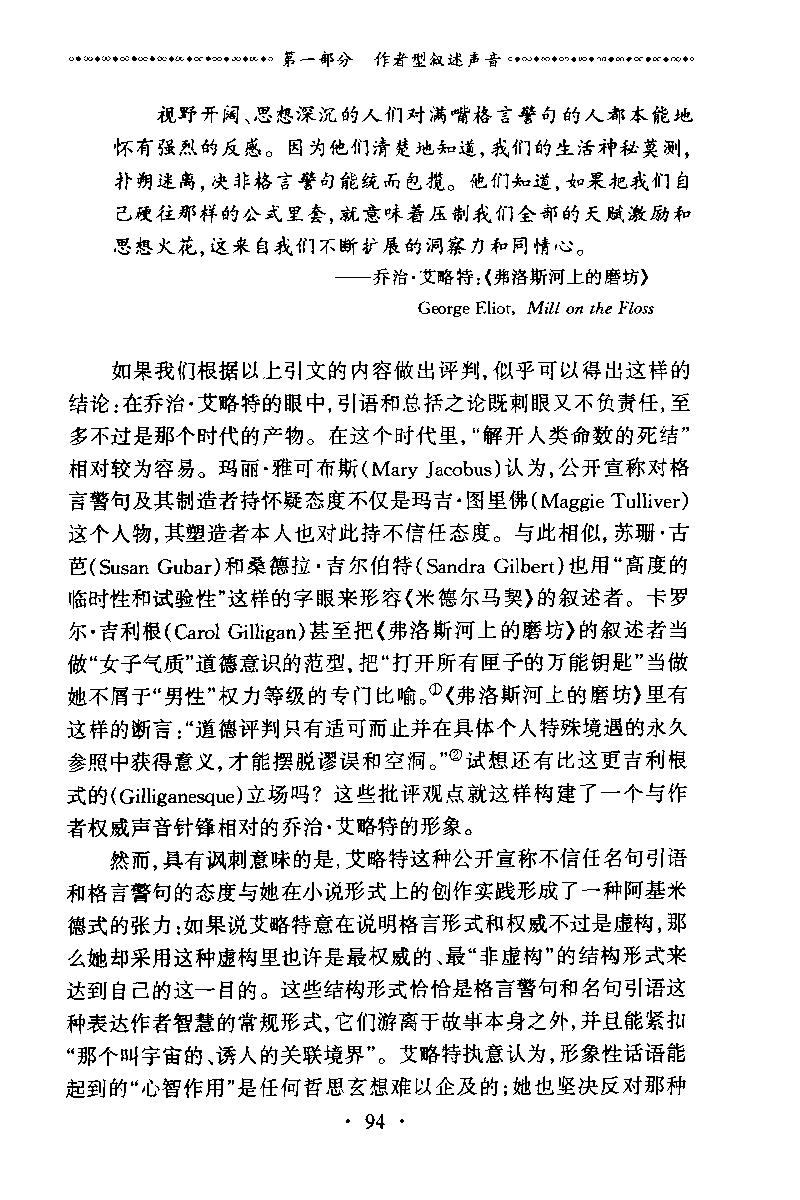 第一部分 作者型叙述声音
视野开阔、思想深沉的人们对满嘴格言警句的人都本能地
怀有强烈的反感。因为他们清楚地知道,我们的生活神秘莫测,
扑朔迷离,决非格言警句能统而包揽。他们知道,如果把我们自
己硬往那样的公式里套,就意味着压制我们全部的天赋激励和
思想火花,这来自我们不断扩展的洞察力和同情心。
——乔治·艾略特:《弗洛斯河上的磨坊》
George Eliot, Mill on the Floss
如果我们根据以上引文的内容做出评判,似乎可以得出这样的
结论:在乔治·艾略特的眼中,引语和总括之论既刺眼又不负责任,至
多不过是那个时代的产物。在这个时代里,“解开人类命数的死结”
相对较为容易。玛丽·雅可布斯(Mary Jacobus)认为,公开宣称对格
言警句及其制造者持怀疑态度不仅是玛吉·图里佛(Maggie Tulliver)
这个人物,其塑造者本人也对此持不信任态度。与此相似,苏珊·古
芭(Susan Gubar)和桑德拉·吉尔伯特(Sandra Gilbert)也用“高度的
临时性和试验性”这样的字眼来形容《米德尔马契》的叙述者。卡罗
尔·吉利根(Carol Gilligan)甚至把《弗洛斯河上的磨坊》的叙述者当
做“女子气质”道德意识的范型,把“打开所有匣子的万能钥匙”当做
她不屑于“男性”权力等级的专门比喻。①《弗洛斯河上的磨坊》里有
这样的断言:“道德评判只有适可而止并在具体个人特殊境遇的永久
参照中获得意义,才能摆脱谬误和空洞。”②试想还有比这更吉利根
式的(Gilliganesque)立场吗?这些批评观点就这样构建了一个与作
者权威声音针锋相对的乔治·艾略特的形象。
然而,具有讽刺意味的是,艾略特这种公开宣称不信任名句引语
和格言警句的态度与她在小说形式上的创作实践形成了一种阿基米
德式的张力:如果说艾略特意在说明格言形式和权威不过是虚构,那
么她却采用这种虚构里也许是最权威的、最“非虚构”的结构形式来
达到自己的这一目的。这些结构形式恰恰是格言警句和名句引语这
种表达作者智慧的常规形式,它们游离于故事本身之外,并且能紧扣
“那个叫宇宙的、诱人的关联境界”。艾略特执意认为,形象性话语能
起到的“心智作用”是任何哲思玄想难以企及的;她也坚决反对那种
· 94 ·